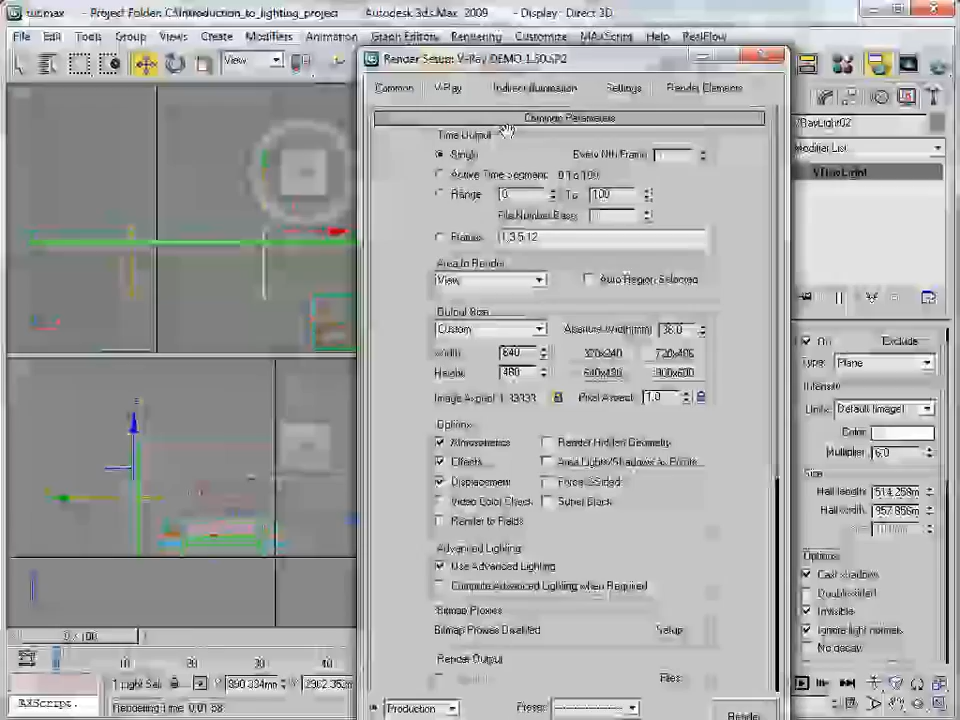 Project Folder: C:\Introduction_to_lighting_project Autodesk 3ds Max 2009 - Display: Direct 3D
File Edit Tools Group Views Create Modifiers Animation Graph Editors Rendering Customize MAXScript Help RealFlow
View
Render Setup: V-Ray DEMO 1.50.SP2
Common V-Ray Indirect illumination Settings Render Elements
Common Parameters
Time Output
Single Every Nth Frame
Active Time Segment: 0 To 100
Range 0 To 100
File Number Base:
Frames 1,3,5-12
Area to Render
View Auto Region Selected
Output Size
Custom Aperture Width(mm) 36.0
Width 640 320x240 720x486
Height 480 640x480 800x600
Image Aspect 1.33333 Pixel Aspect 1.0
Options
Atmospherics Render Hidden Geometry
Effects Area Lights/Shadows as Points
Displacement Force 2-Sided
Video Color Check Super Black
Render to Fields
Advanced Lighting
Use Advanced Lighting
Compute Advanced Lighting when Required
Bitmap Proxies
Bitmap Proxies Disabled Setup
Render Output
Files
Production Preset: Render
VRayLight02
Modifier List
VRayLight
On Exclude
Type: Plane
Intensity
Units: Default (image)
Color:
Multiplier: 6.0
Size
Half-length: 514.258m
Half-width: 957.856m
Options
Cast shadows
Double-sided
Invisible
Ignore light normals
No decay
0 / 100
0 10 20 30 40
1 Light Sel
Rendering Time 0:01:58